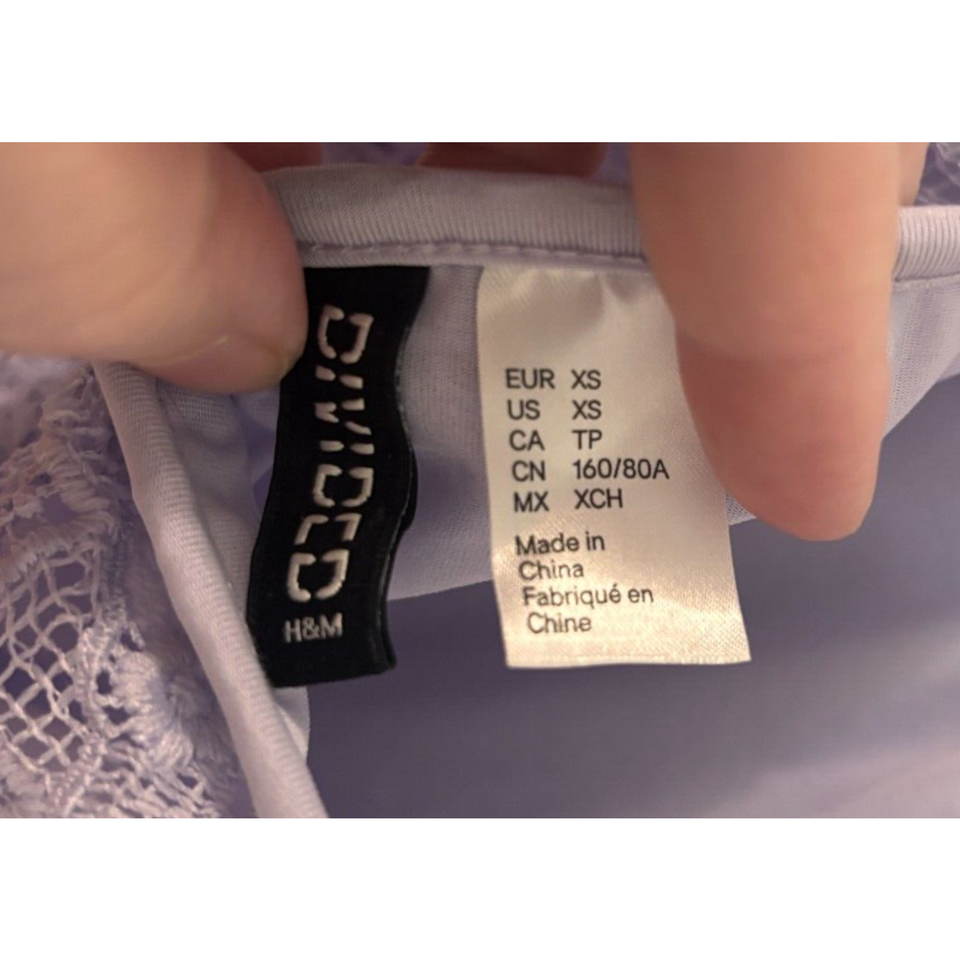 DIVIDED
H&M
EUR XS
US XS
CA TP
CN 160/80A
MX XCH
Made in
China
Fabriqué en
Chine